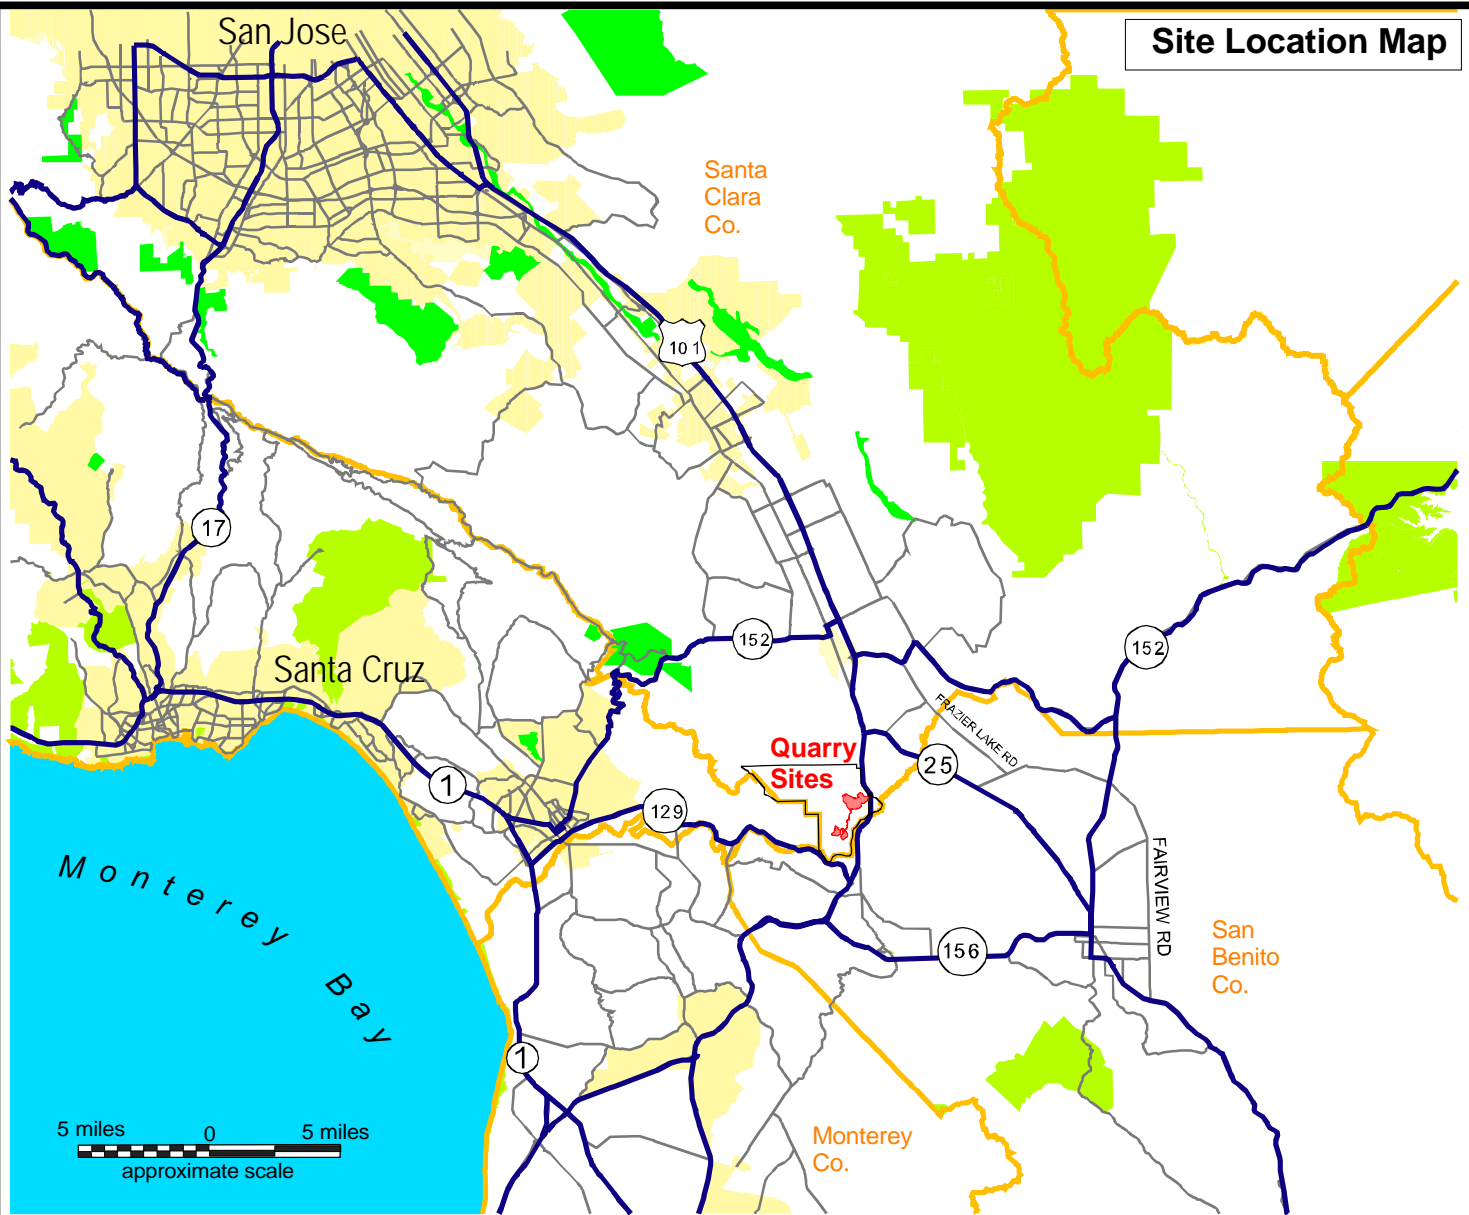 San Jose
Site Location Map
Santa
Clara
Co.
101
17
152
152
Santa Cruz
FRAZIER LAKE RD
Quarry
Sites
25
1
129
FAIRVIEW RD
Monterey Bay
San
Benito
Co.
156
1
5 miles 0 5 miles
approximate scale
Monterey
Co.